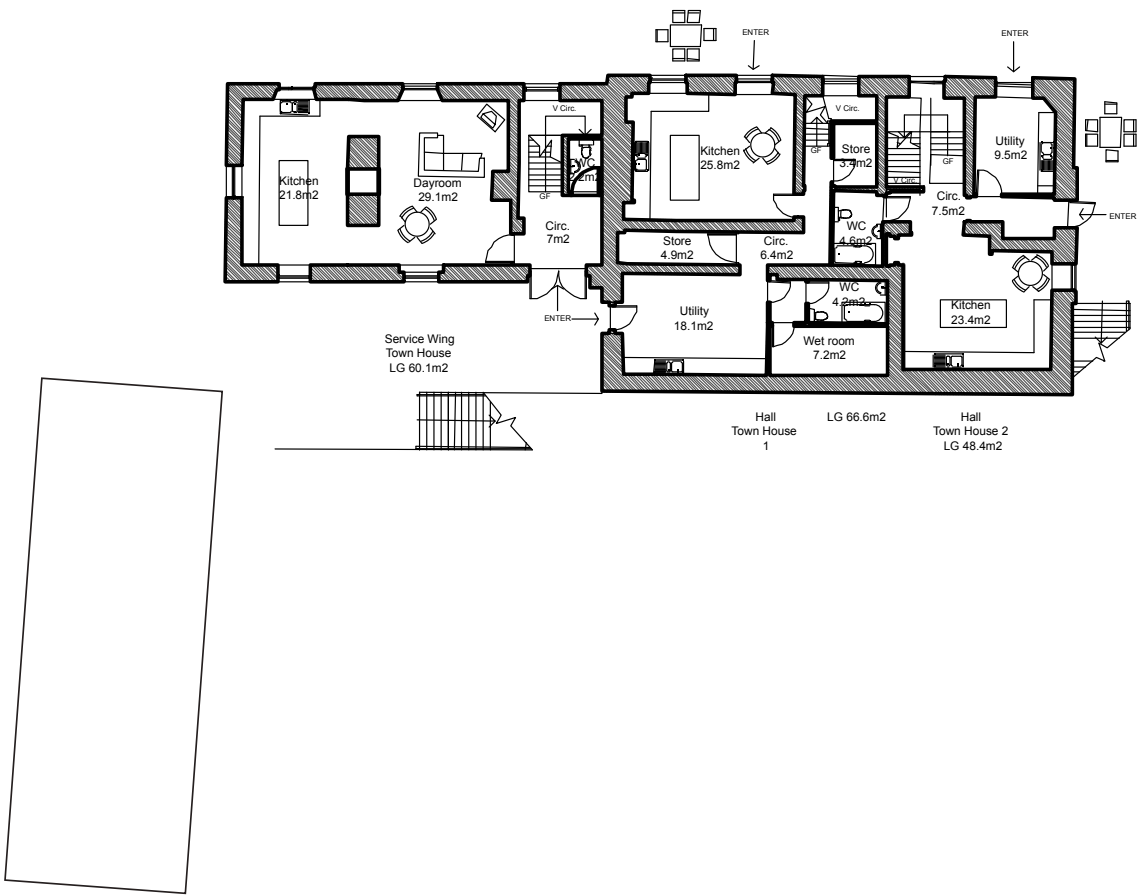 ENTER
ENTER
V Circ.
V Circ.
Kitchen
25.8m2
Store
3.4m2
GF
Utility
9.5m2
GF
V Circ.
Kitchen
21.8m2
Dayroom
29.1m2
WC
GF
Circ.
7m2
Circ.
7.5m2
ENTER
WC
4.6m2
Store
4.9m2
Circ.
6.4m2
WC
4.2m2
Utility
18.1m2
Kitchen
23.4m2
ENTER
Wet room
7.2m2
Service Wing
Town House
LG 60.1m2
Hall
Town House
1
LG 66.6m2
Hall
Town House 2
LG 48.4m2